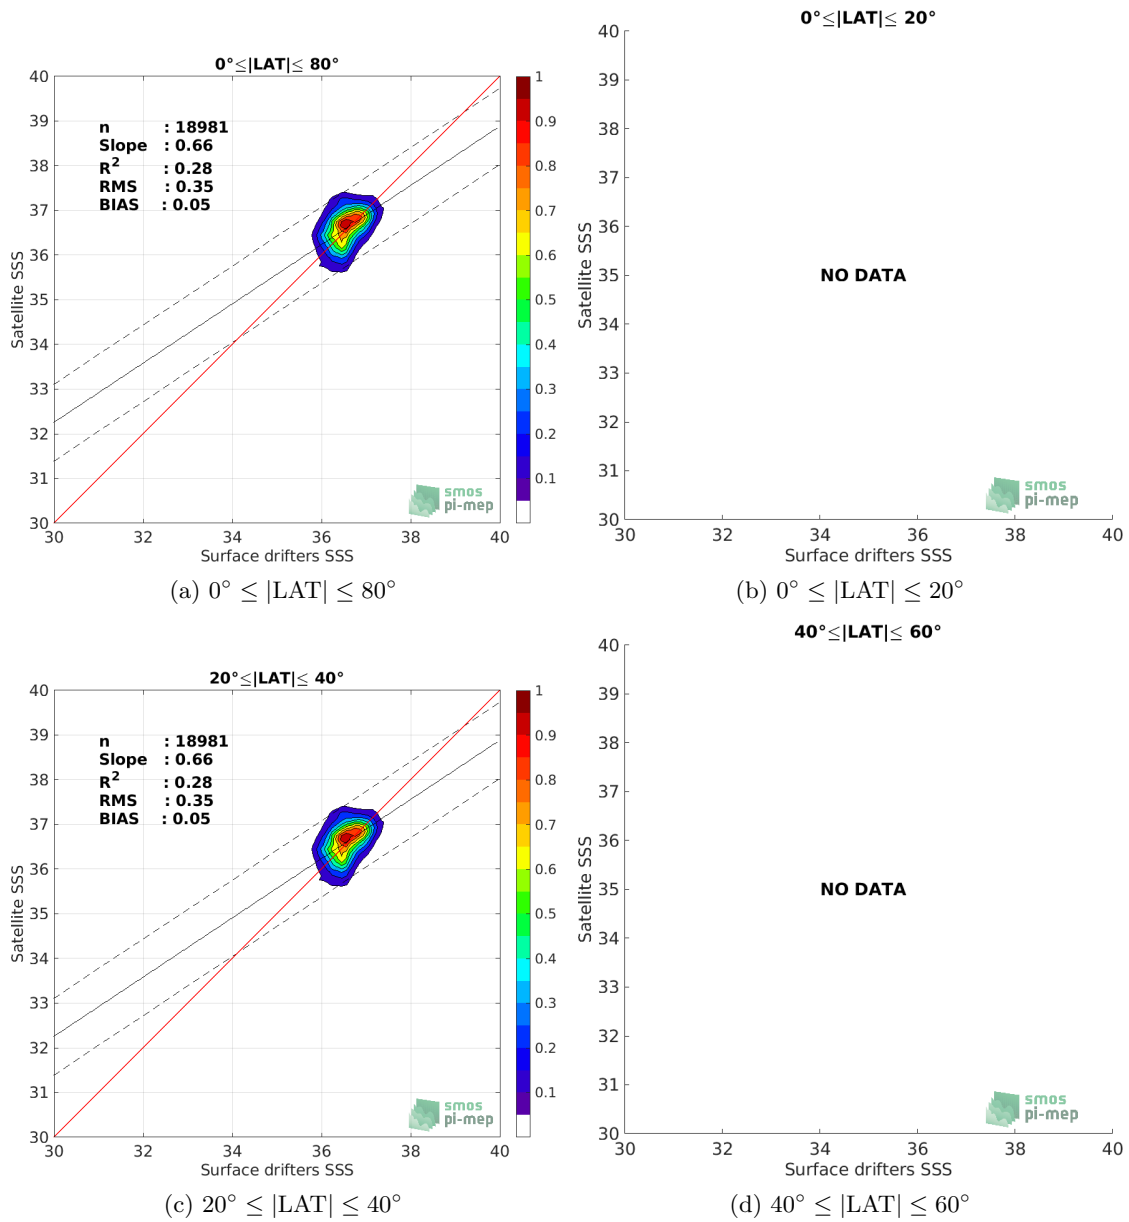 0°≤|LAT|≤ 80°
40
39
38
37
36
35
34
33
32
31
30
Satellite SSS
n : 18981
Slope : 0.66
R2 : 0.28
RMS : 0.35
BIAS : 0.05
smos
pi-mep
30 32 34 36 38 40
Surface drifters SSS
1
0.9
0.8
0.7
0.6
0.5
0.4
0.3
0.2
0.1
(a) 0° ≤ |LAT| ≤ 80°
0°≤|LAT|≤ 20°
40
39
38
37
36
35
34
33
32
31
30
Satellite SSS
NO DATA
smos
pi-mep
30 32 34 36 38 40
Surface drifters SSS
(b) 0° ≤ |LAT| ≤ 20°
20°≤|LAT|≤ 40°
40
39
38
37
36
35
34
33
32
31
30
Satellite SSS
n : 18981
Slope : 0.66
R2 : 0.28
RMS : 0.35
BIAS : 0.05
smos
pi-mep
30 32 34 36 38 40
Surface drifters SSS
1
0.9
0.8
0.7
0.6
0.5
0.4
0.3
0.2
0.1
(c) 20° ≤ |LAT| ≤ 40°
40°≤|LAT|≤ 60°
40
39
38
37
36
35
34
33
32
31
30
Satellite SSS
NO DATA
smos
pi-mep
30 32 34 36 38 40
Surface drifters SSS
(d) 40° ≤ |LAT| ≤ 60°